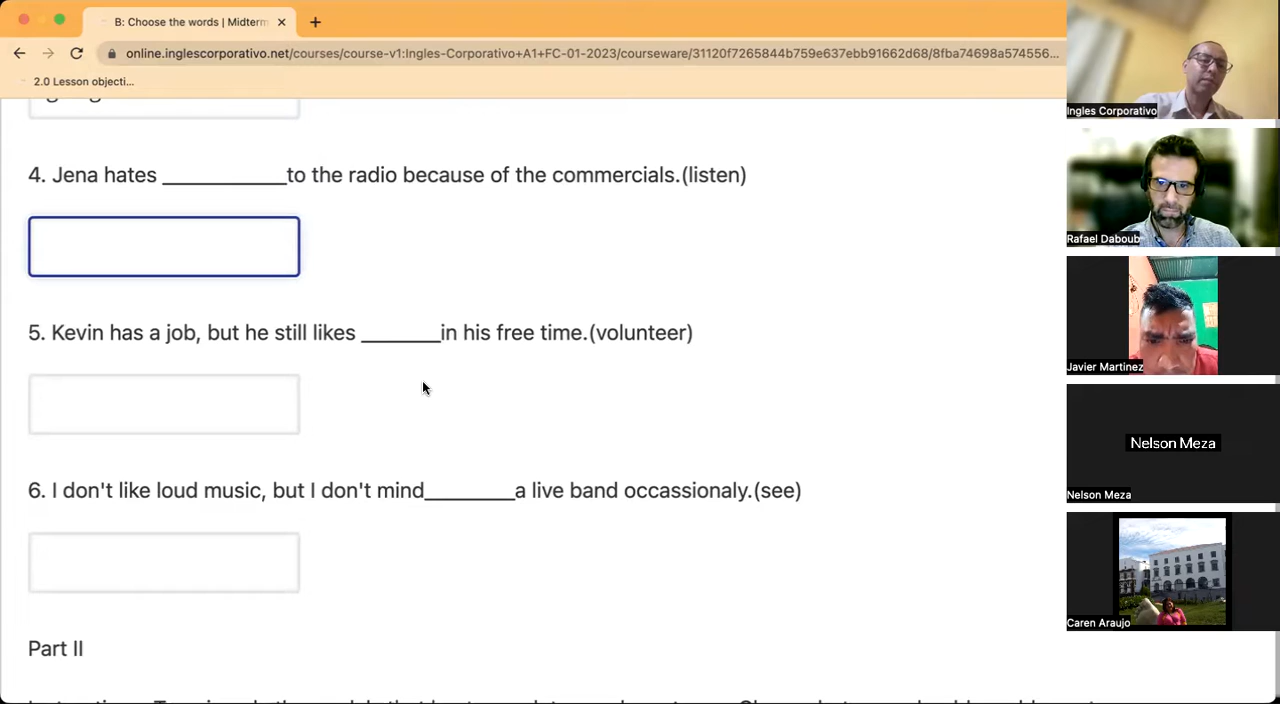 B: Choose the words | Midterm
online.inglescorporativo.net/courses/course-v1:Ingles-Corporativo+A1+FC-01-2023/courseware/31120f7265844b759e637ebb91662d68/8fba74698a574556...
2.0 Lesson objecti...
4. Jena hates ____________to the radio because of the commercials.(listen)
5. Kevin has a job, but he still likes ________in his free time.(volunteer)
6. I don't like loud music, but I don't mind_________a live band occassionaly.(see)
Part II
Ingles Corporativo
Rafael Daboub
Javier Martinez
Nelson Meza
Nelson Meza
Caren Araujo